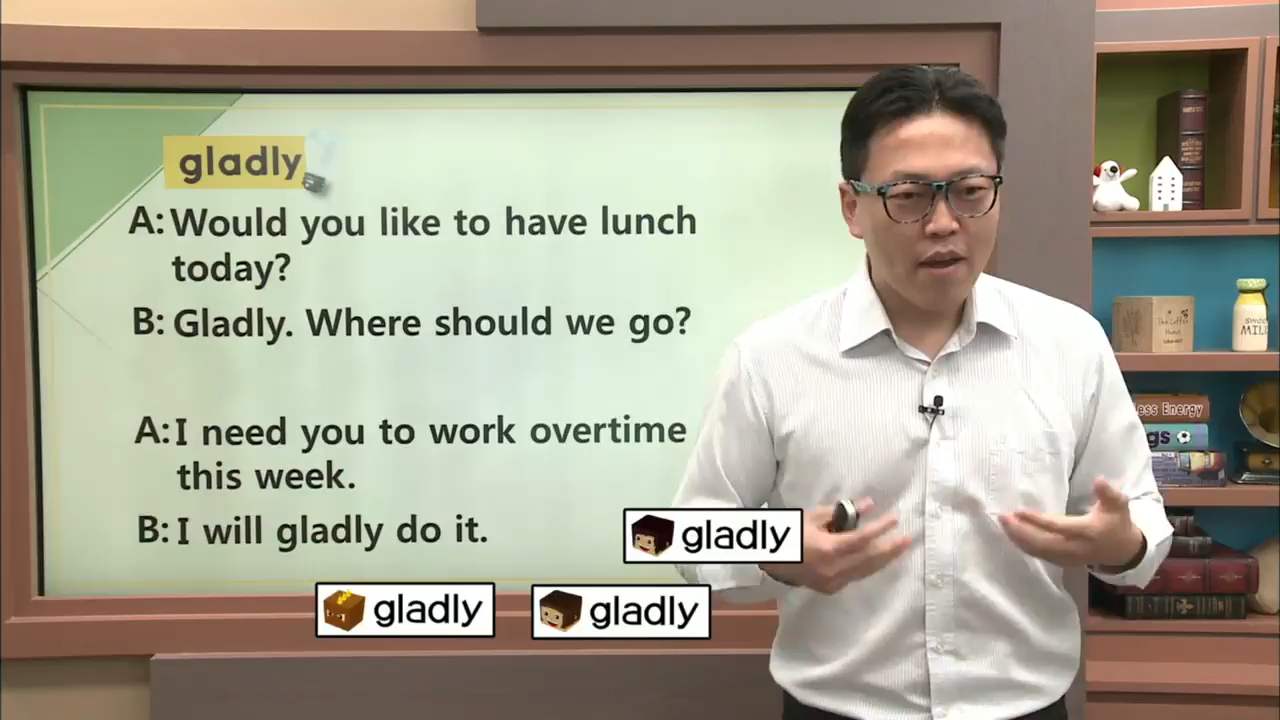 gladly
A: Would you like to have lunch
today?
B: Gladly. Where should we go?
A: I need you to work overtime
this week.
B: I will gladly do it.
gladly
gladly
gladly
MILK
ess Energy
gs